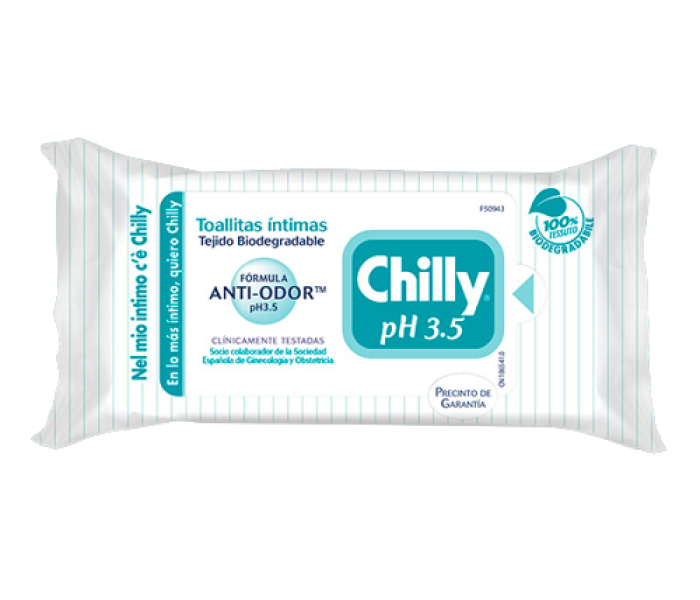 Nel mio intimo c'è Chilly
En lo más íntimo, quiero Chilly
Toallitas íntimas
Tejido Biodegradable
FÓRMULA
ANTI-ODOR™
pH3.5
CLÍNICAMENTE TESTADAS
Socio colaborador de la Sociedad
Española de Ginecología y Obstetricia
F50943
Chilly®
pH 3.5
100%
TESSUTO
BIODEGRADABILE
PRECINTO DE
GARANTÍA